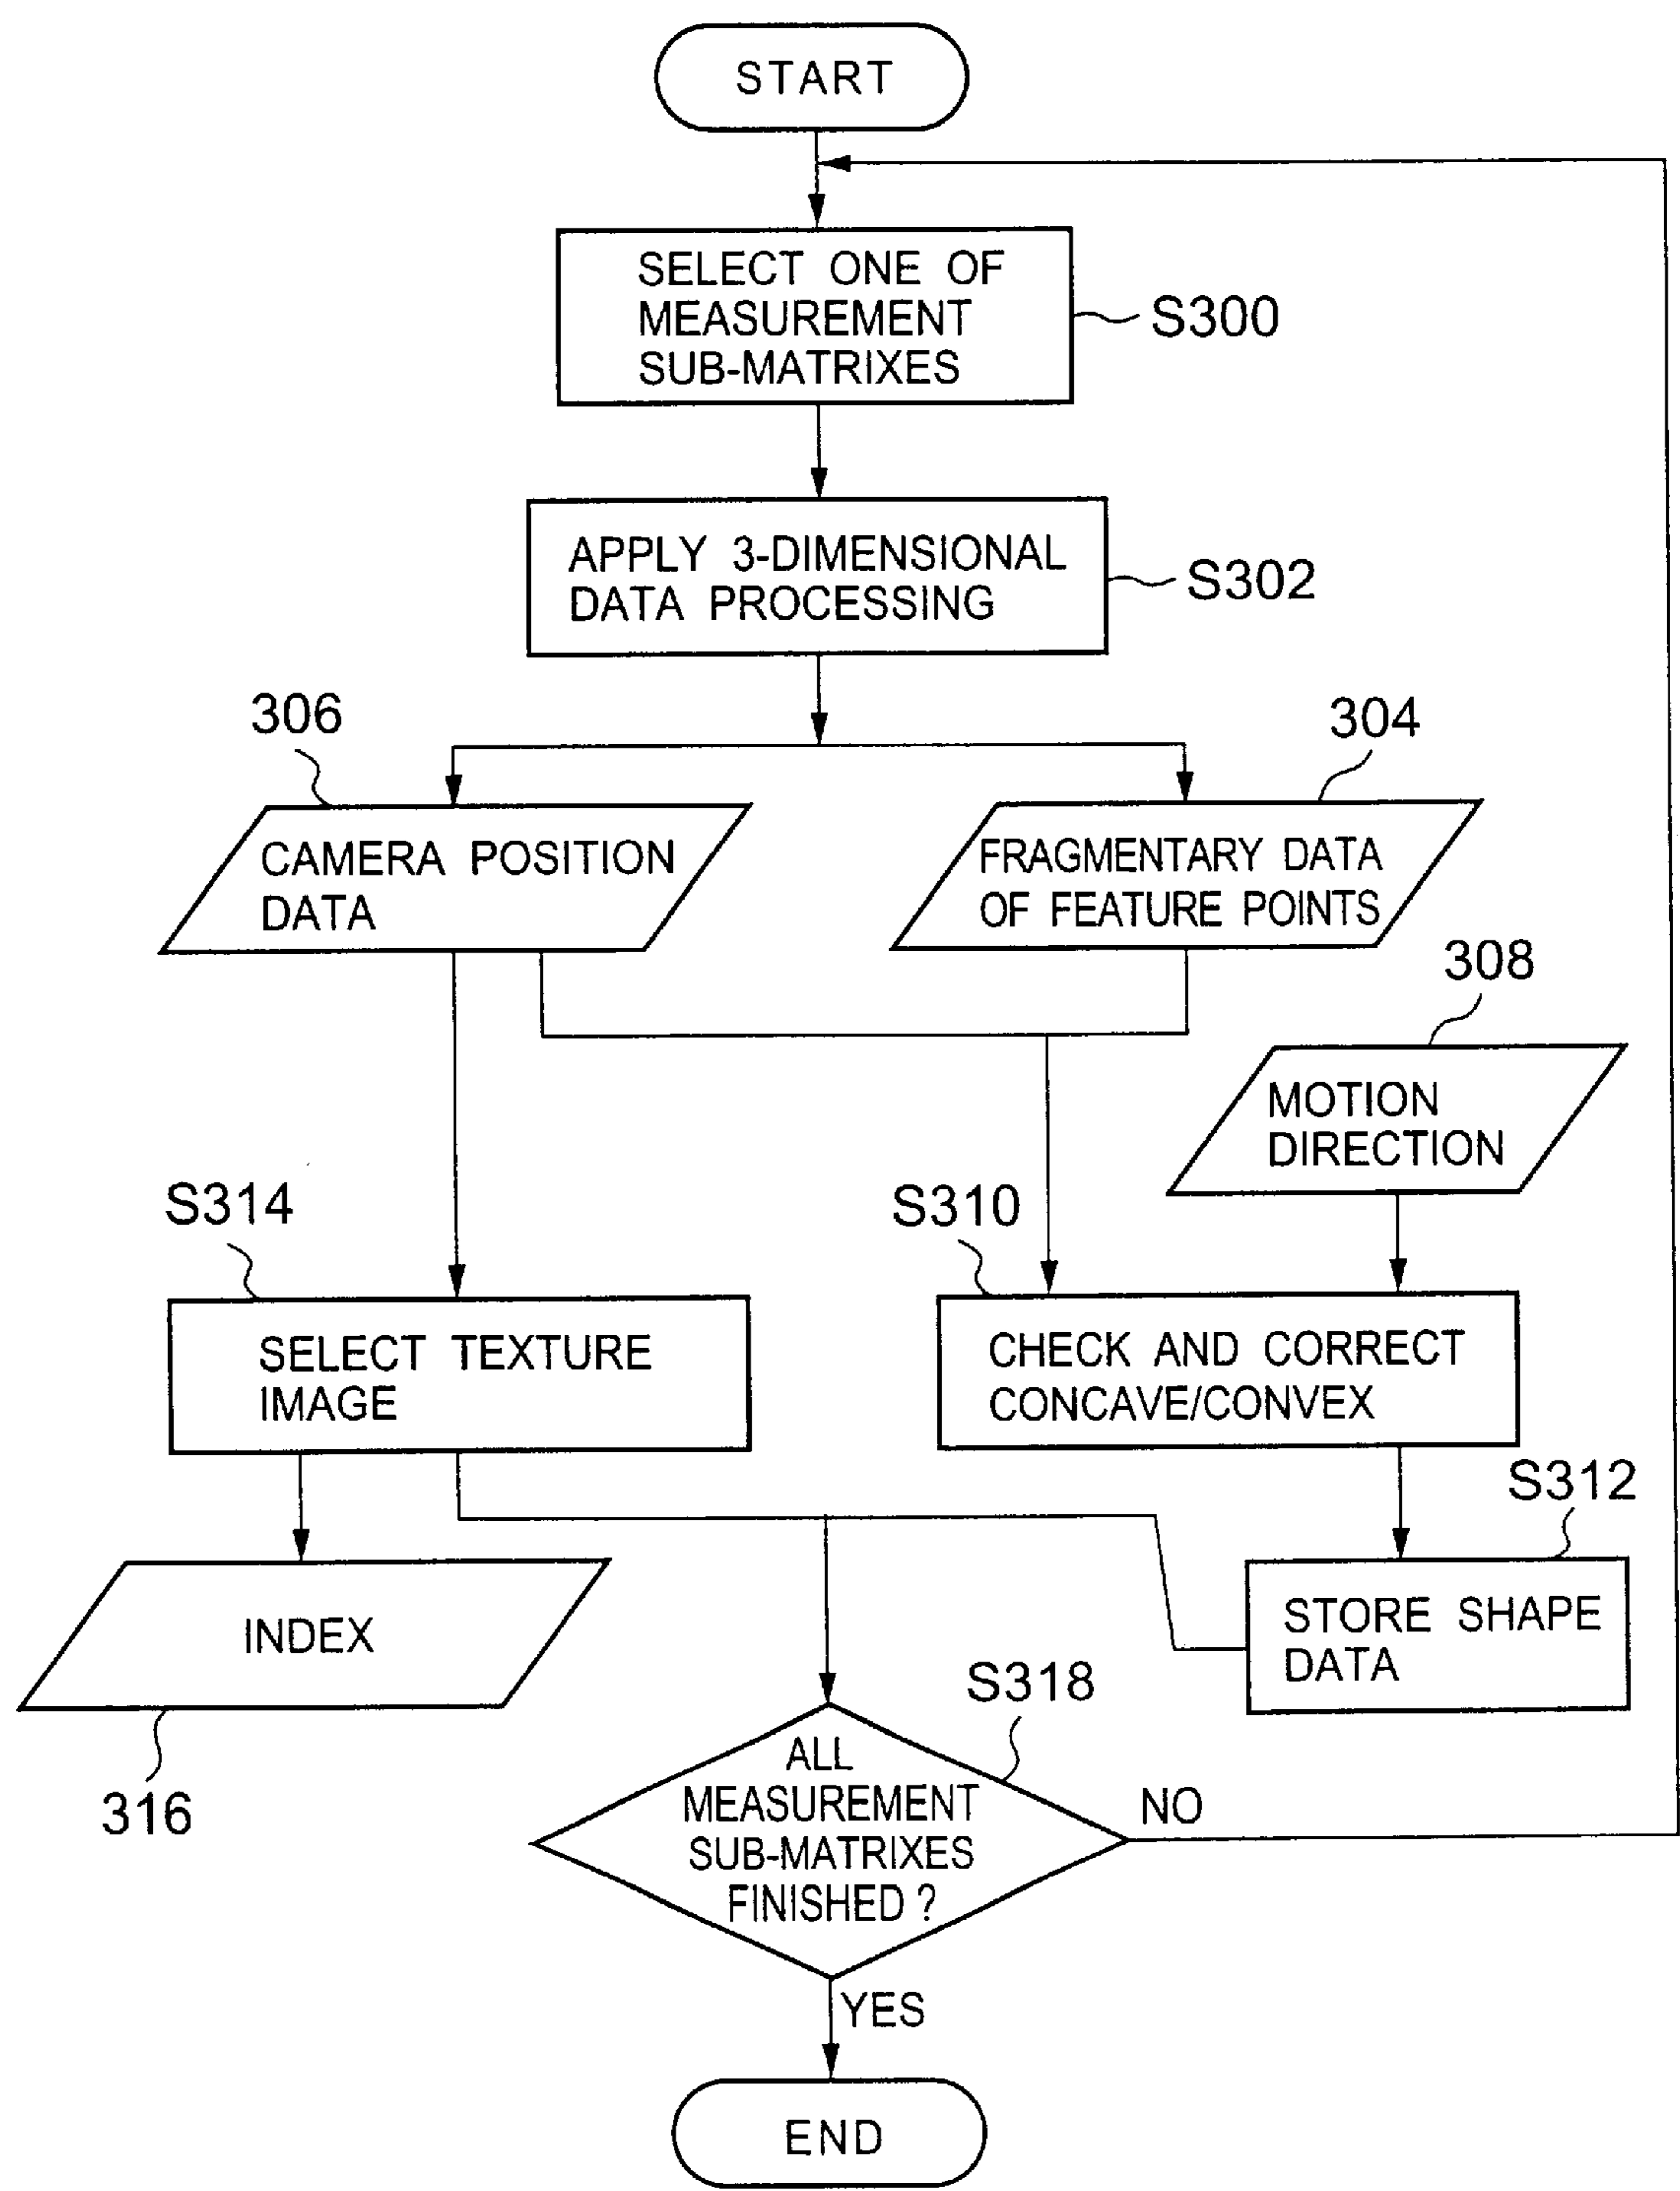 START
SELECT ONE OF
MEASUREMENT
SUB-MATRIXES
S300
APPLY 3-DIMENSIONAL
DATA PROCESSING
S302
306
304
CAMERA POSITION
DATA
FRAGMENTARY DATA
OF FEATURE POINTS
308
MOTION
DIRECTION
S314
S310
SELECT TEXTURE
IMAGE
CHECK AND CORRECT
CONCAVE/CONVEX
S312
INDEX
STORE SHAPE
DATA
316
S318
ALL
MEASUREMENT
SUB-MATRIXES
FINISHED ?
NO
YES
END